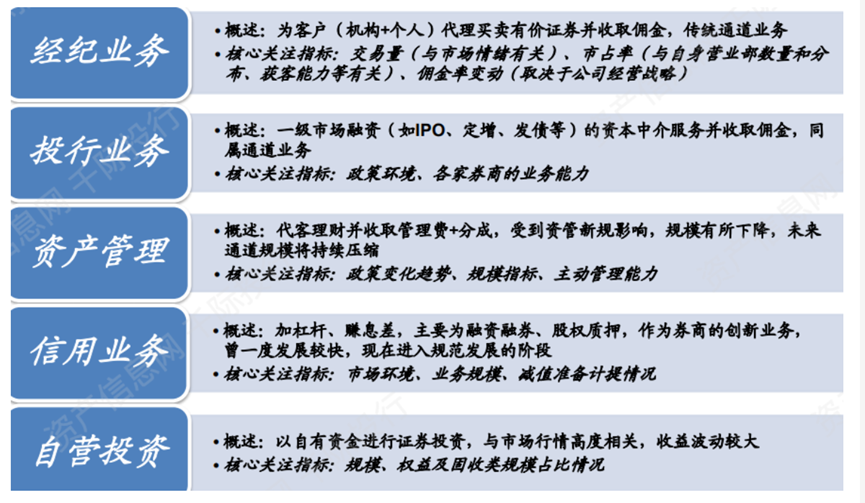 经纪业务
•概述：为客户（机构+个人）代理买卖有价证券并收取佣金，传统通道业务
•核心关注指标：交易量（与市场情绪有关）、市占率（与自身营业部数量和分
布、获客能力等有关）、佣金率变动（取决于公司经营战略）
投行业务
•概述：一级市场融资（如IPO、定增、发债等）的资本中介服务并收取佣金，同
属通道业务
•核心关注指标：政策环境、各家券商的业务能力
资产管理
•概述：代客理财并收取管理费+分成，受到资管新规影响，规模有所下降，未来
通道规模将持续压缩
•核心关注指标：政策变化趋势、规模指标、主动管理能力
信用业务
•概述：加杠杆、赚息差，主要为融资融券、股权质押，作为券商的创新业务，
曾一度发展较快，现在进入规范发展的阶段
•核心关注指标：市场环境、业务规模、减值准备计提情况
自营投资
•概述：以自有资金进行证券投资，与市场行情高度相关，收益波动较大
•核心关注指标：规模、权益及固收类规模占比情况
资产信息网 千际投行